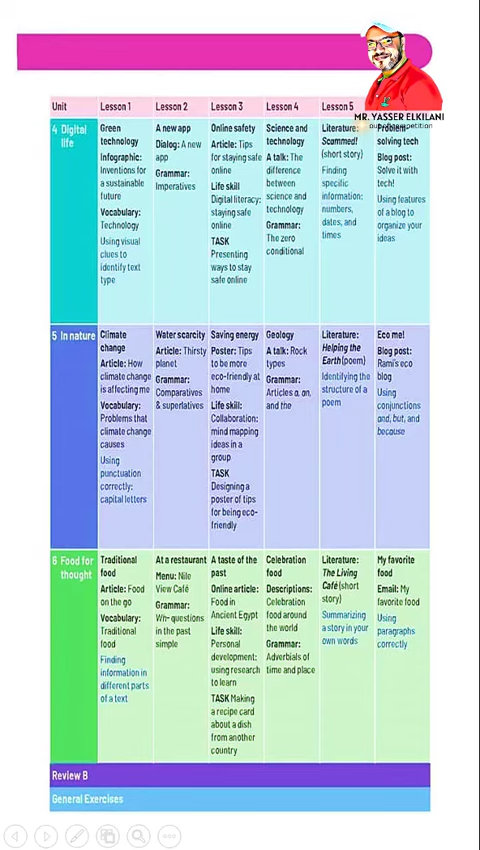 MR. YASSER ELKILANI
Unit
Lesson 1
Lesson 2
Lesson 3
Lesson 4
Lesson 5
4 Digital
life
Green
technology
Infographic:
Inventions for
a sustainable
future
Vocabulary:
Technology
Using visual
clues to
identify text
type
A new app
Dialog: A new
app
Grammar:
Imperatives
Online safety
Article: Tips
for staying safe
online
Life skill
Digital literacy:
staying safe
online
TASK
Presenting
ways to stay
safe online
Science and
technology
A talk: The
difference
between
science and
technology
Grammar:
The zero
conditional
Literature:
Scammed!
(short story)
Finding
specific
information:
numbers,
dates, and
times
Problem
solving tech
Blog post:
Solve it with
tech!
Using features
of a blog to
organize your
ideas
5 In nature
Climate
change
Article: How
climate change
is affecting me
Vocabulary:
Problems that
climate change
causes
Using
punctuation
correctly:
capital letters
Water scarcity
Article: Thirsty
planet
Grammar:
Comparatives
& superlatives
Saving energy
Poster: Tips
to be more
eco-friendly at
home
Life skill:
Collaboration:
mind mapping
ideas in a
group
TASK
Designing a
poster of tips
for being eco-
friendly
Geology
A talk: Rock
types
Grammar:
Articles a, an,
and the
Literature:
Helping the
Earth (poem)
Identifying the
structure of a
poem
Eco me!
Blog post:
Rami's eco
blog
Using
conjunctions
and, but, and
because
6 Food for
thought
Traditional
food
Article: Food
on the go
Vocabulary:
Traditional
food
Finding
information in
different parts
of a text
At a restaurant
Menu: Nile
View Café
Grammar:
Wh- questions
in the past
simple
A taste of the
past
Online article:
Food in
Ancient Egypt
Life skill:
Personal
development:
using research
to learn
TASK Making
a recipe card
about a dish
from another
country
Celebration
food
Descriptions:
Celebration
food around
the world
Grammar:
Adverbials of
time and place
Literature:
The Living
Café (short
story)
Summarizing
a story in your
own words
My favorite
food
Email: My
favorite food
Using
paragraphs
correctly
Review B
General Exercises